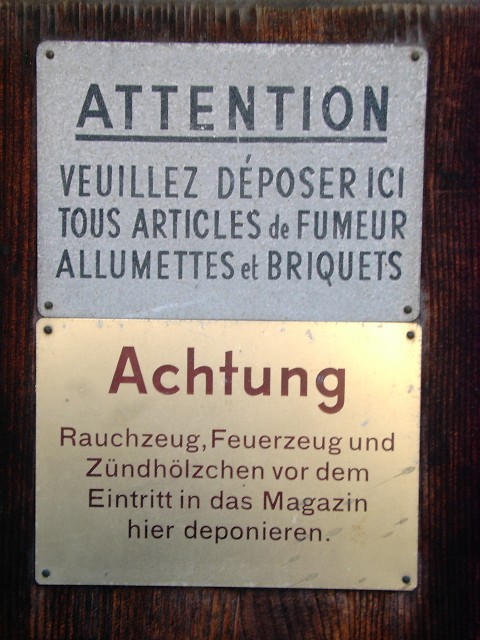 ATTENTION
VEUILLEZ DÉPOSER ICI
TOUS ARTICLES de FUMEUR
ALLUMETTES et BRIQUETS
Achtung
Rauchzeug, Feuerzeug und
Zündhölzchen vor dem
Eintritt in das Magazin
hier deponieren.